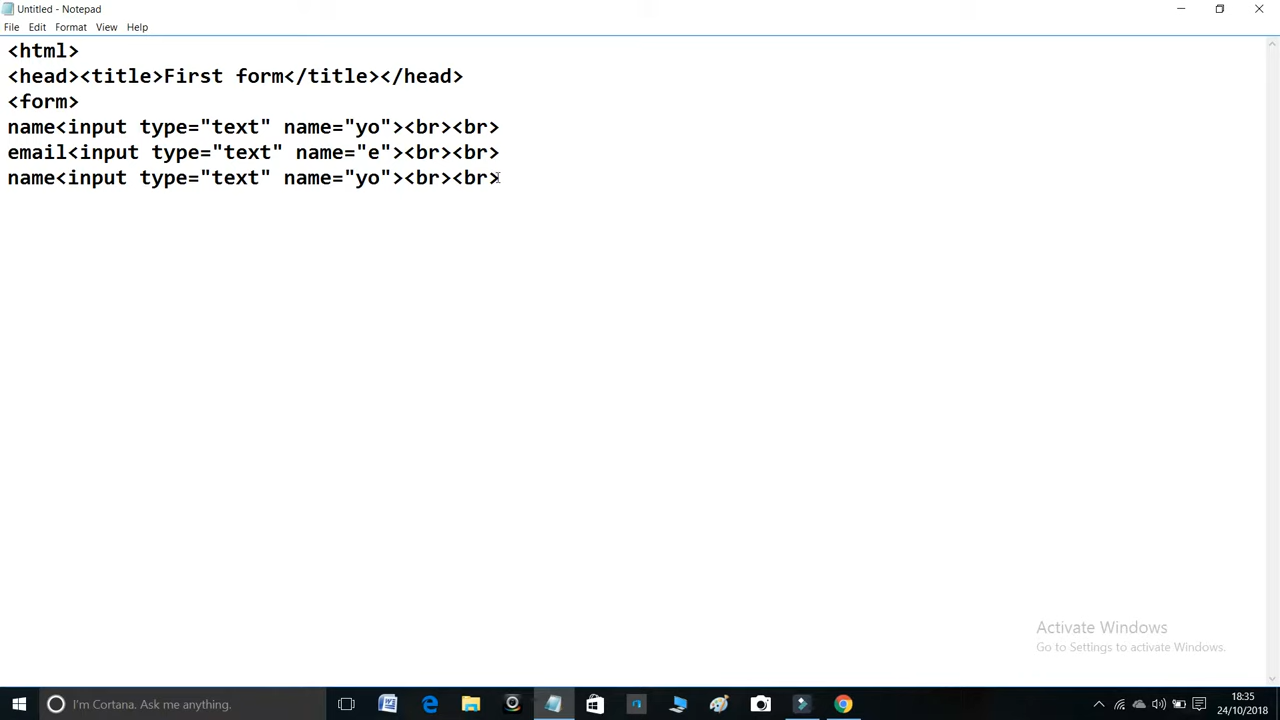 Untitled - Notepad
File Edit Format View Help
<html>
<head><title>First form</title></head>
<form>
name<input type="text" name="yo"><br><br>
email<input type="text" name="e"><br><br>
name<input type="text" name="yo"><br><br>
Activate Windows
Go to Settings to activate Windows.
I'm Cortana. Ask me anything.
18:35
24/10/2018